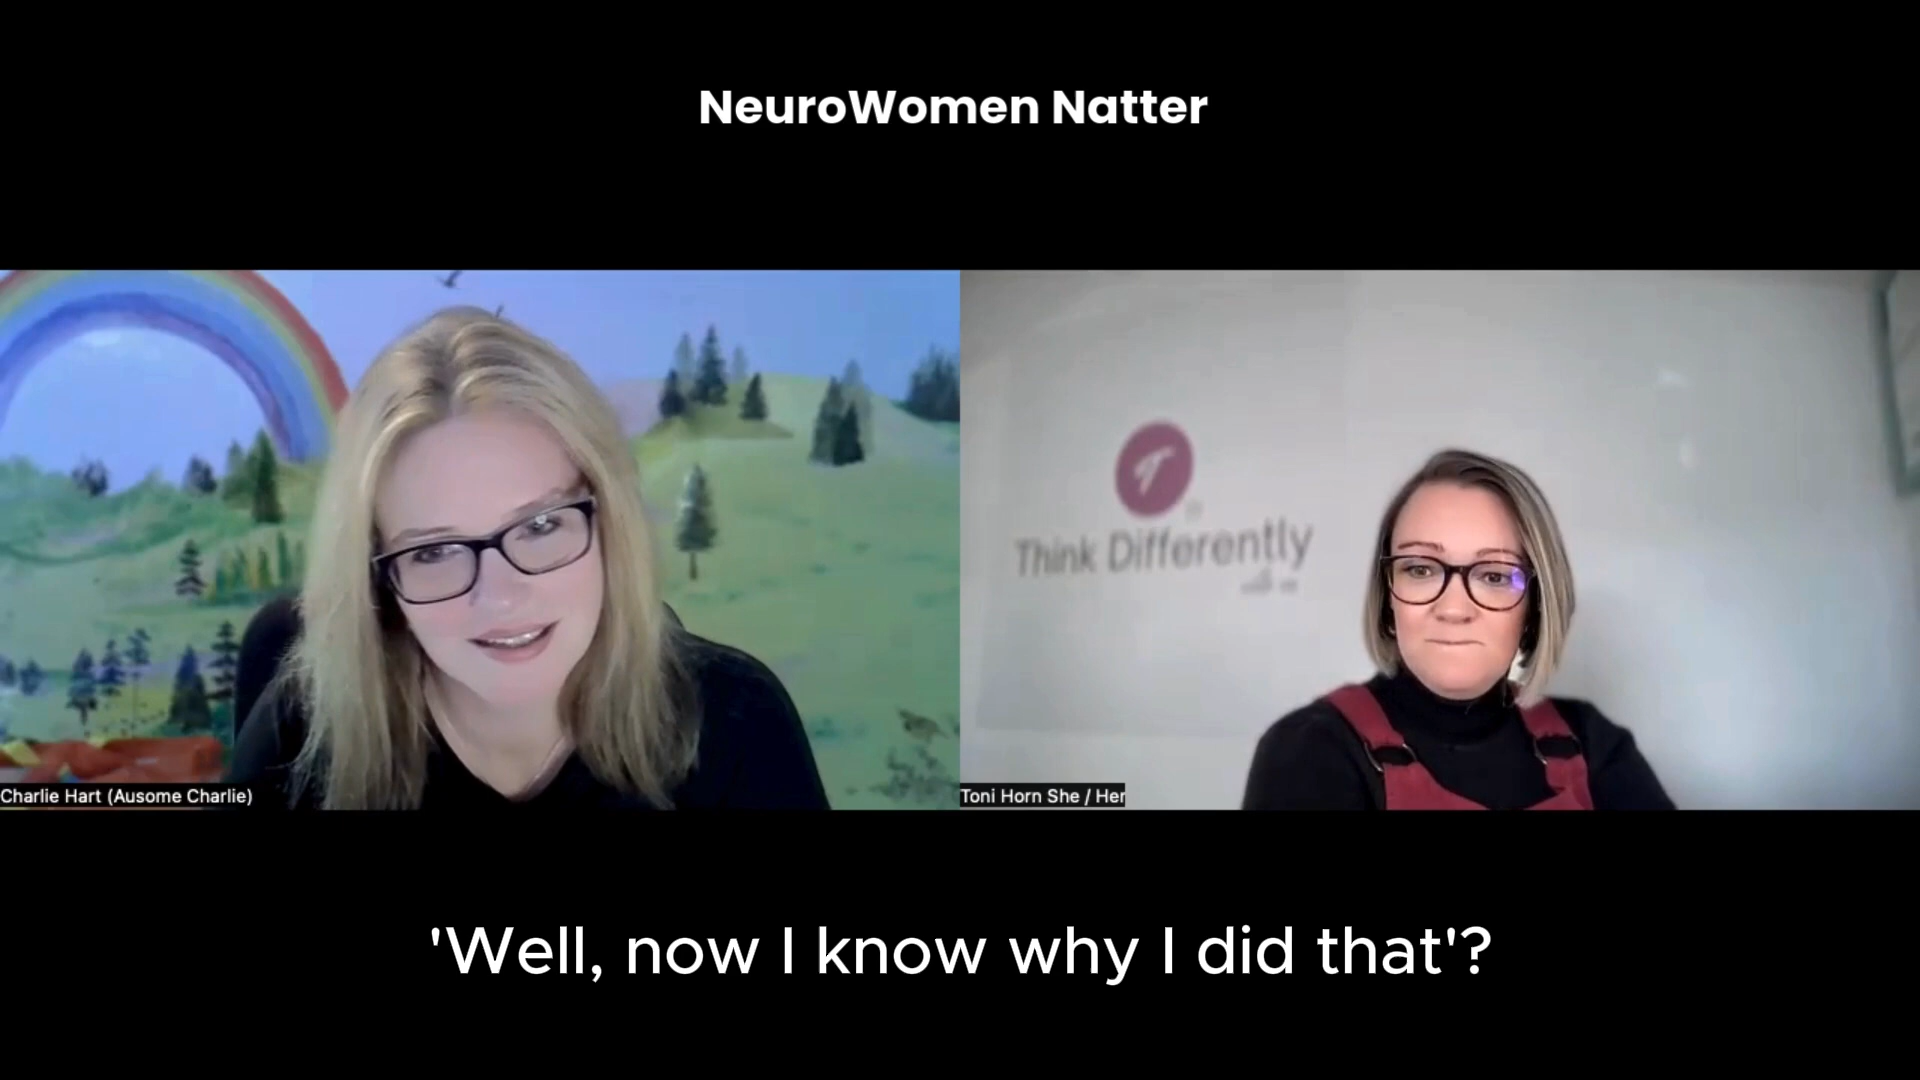 NeuroWomen Natter
Think Differently
Charlie Hart (Ausome Charlie)
Toni Horn She / Her
'Well, now I know why I did that'?